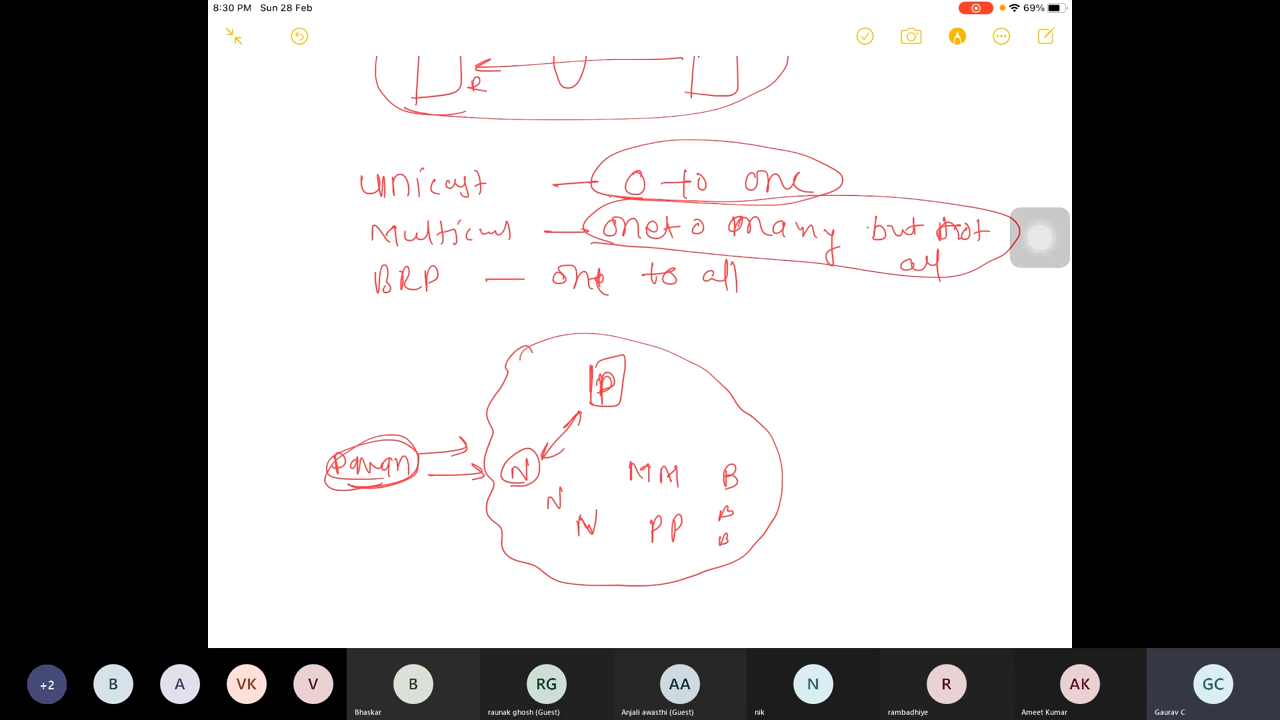 8:30 PM Sun 28 Feb 69%
R
Unicast — O to one
Multicas — one to many but not
all
BRP — one to all
P
Pawan N MM B
N B
N PP B
+2 B A VK V B RG AA N R AK GC
Bhaskar raunak ghosh (Guest) Anjali awasthi (Guest) nik rambadhiye Ameet Kumar Gaurav C